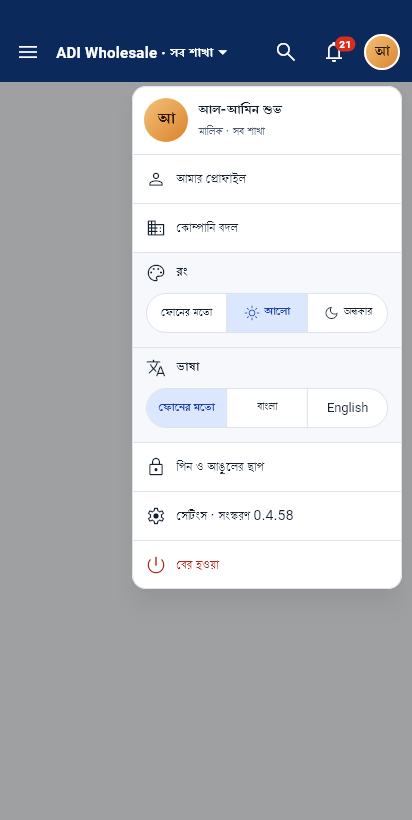 ADI Wholesale · সব শাখা
21
আ
আ
আল-আমিন শুভ
মালিক · সব শাখা
আমার প্রোফাইল
কোম্পানি বদল
রং
ফোনের মতো
আলো
অন্ধকার
ভাষা
ফোনের মতো
বাংলা
English
পিন ও আঙুলের ছাপ
সেটিংস · সংস্করণ 0.4.58
বের হওয়া